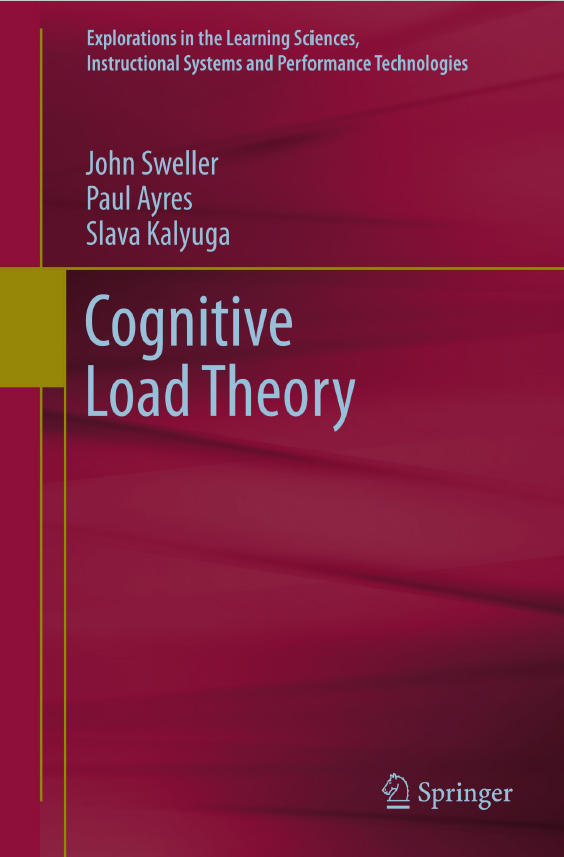 Explorations in the Learning Sciences,
Instructional Systems and Performance Technologies
John Sweller
Paul Ayres
Slava Kalyuga
Cognitive
Load Theory
Springer